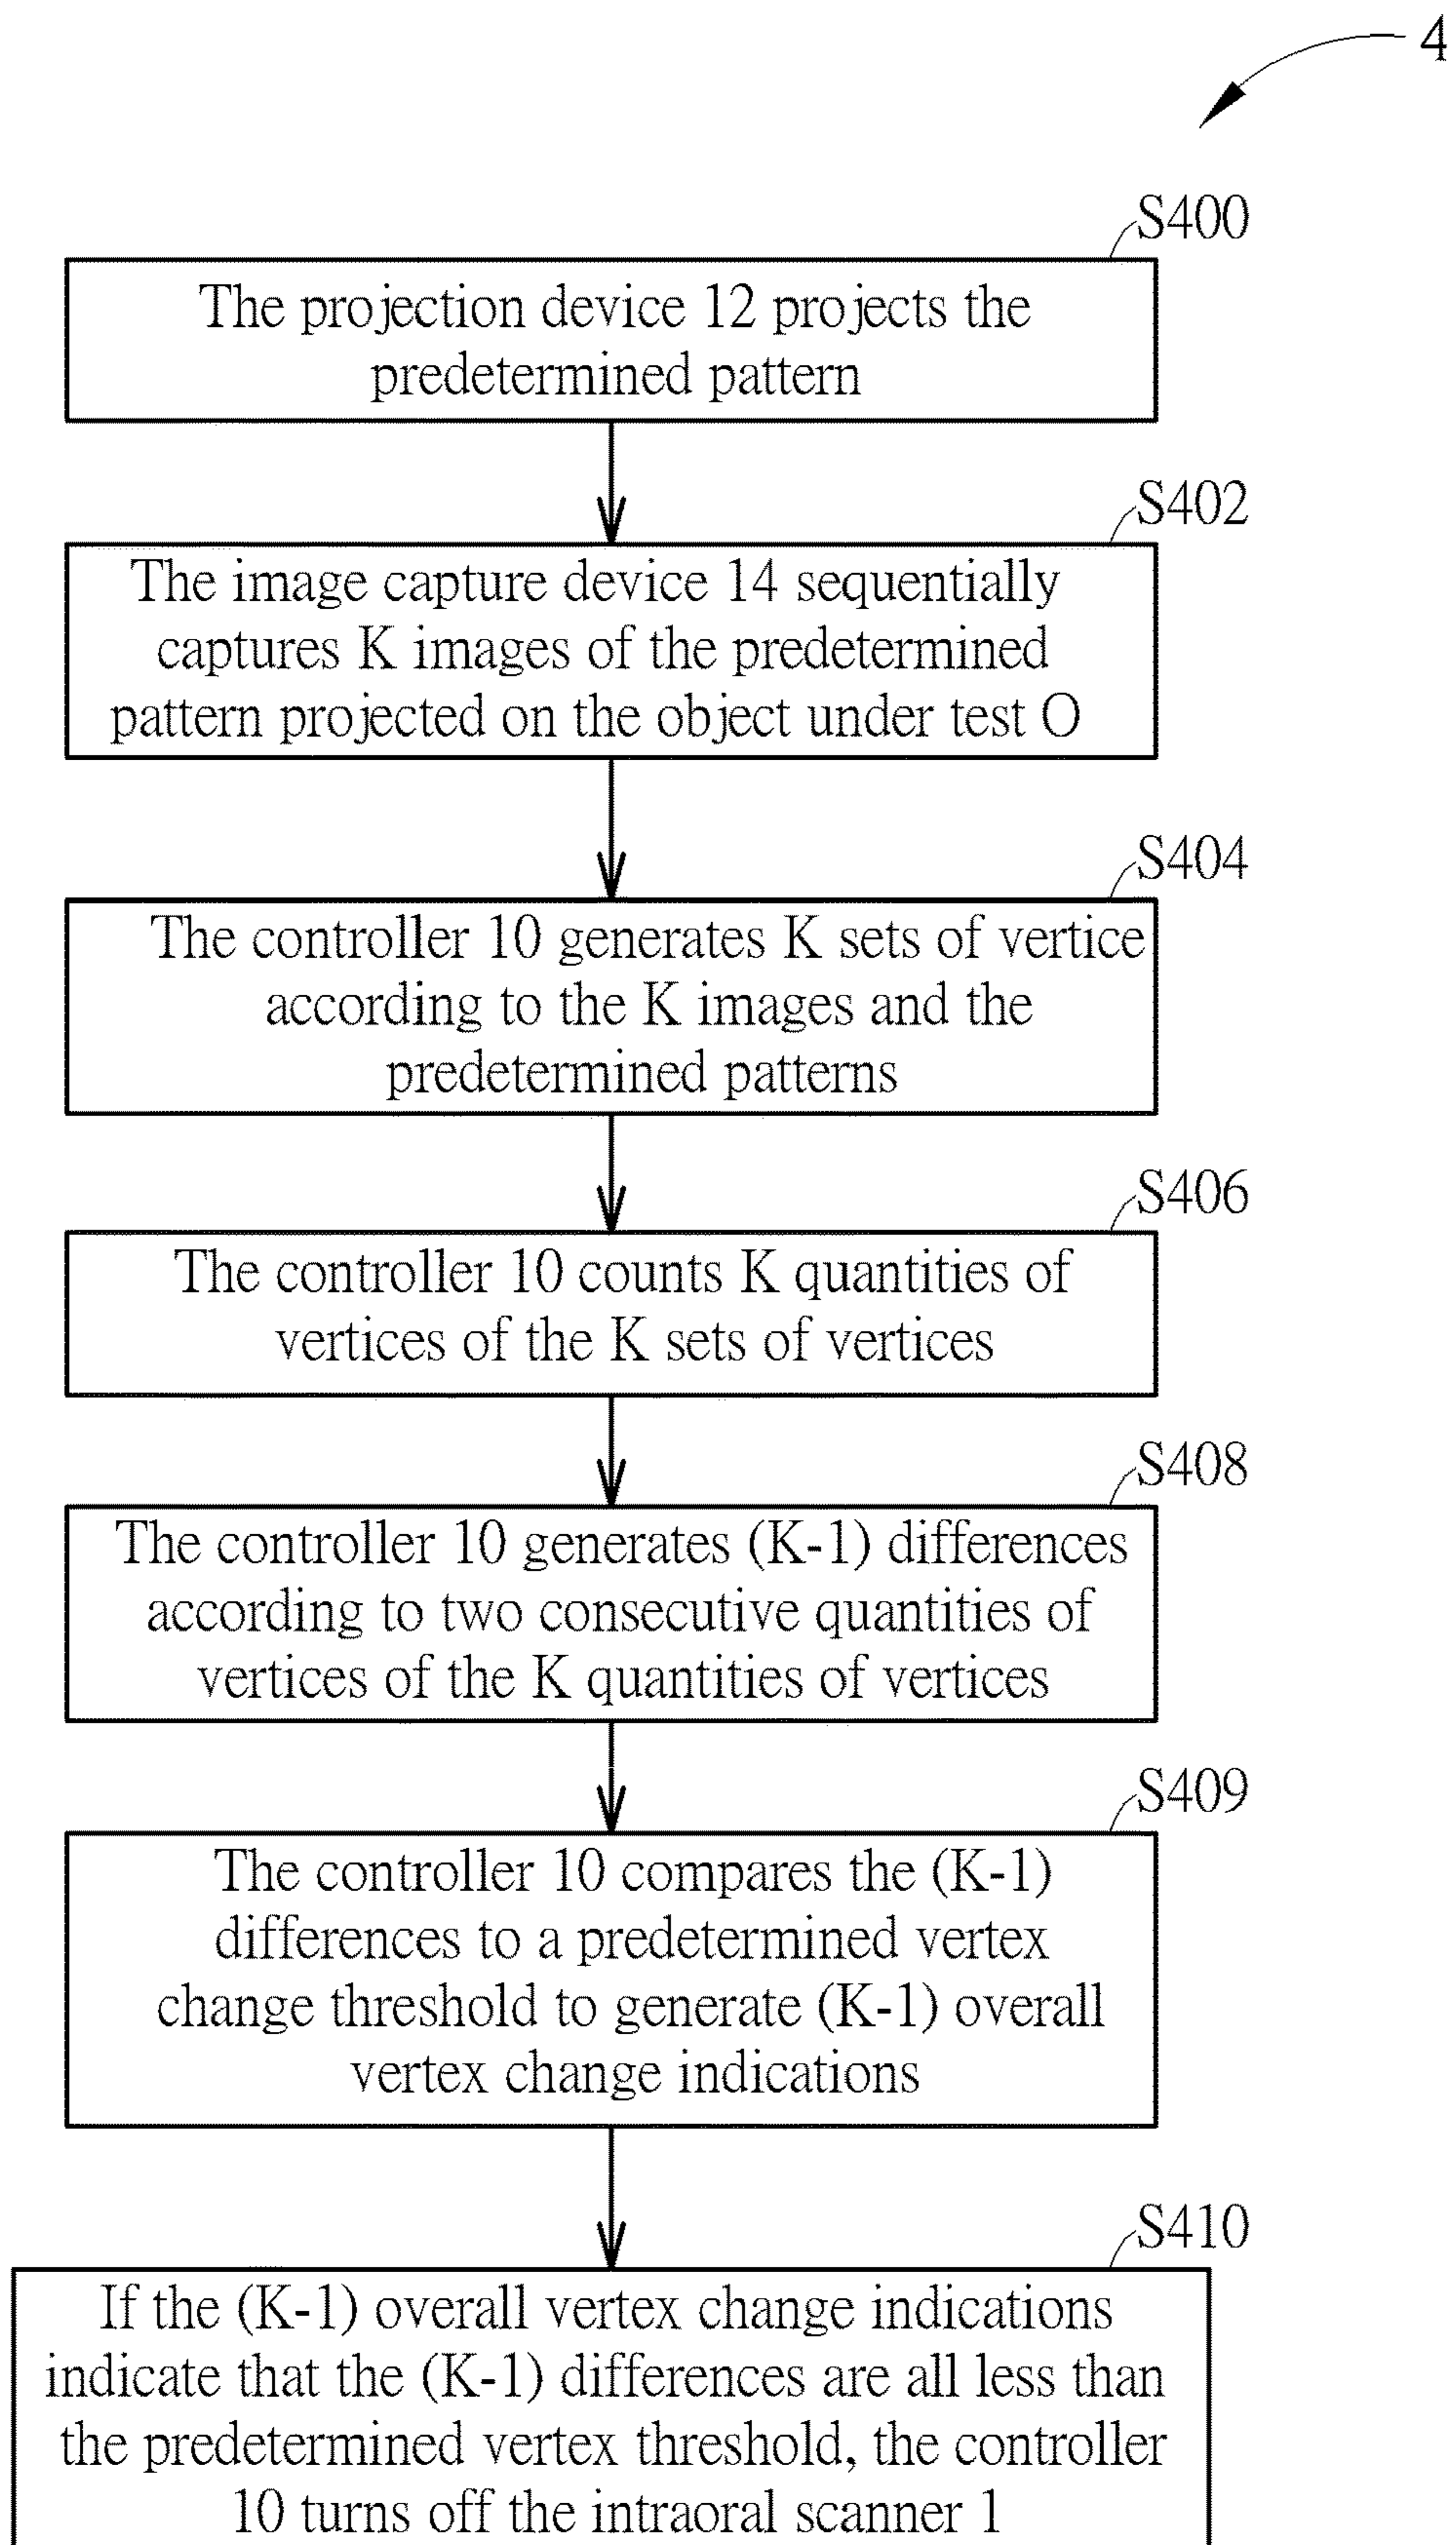 4
S400
The projection device 12 projects the
predetermined pattern
S402
The image capture device 14 sequentially
captures K images of the predetermined
pattern projected on the object under test O
S404
The controller 10 generates K sets of vertice
according to the K images and the
predetermined patterns
S406
The controller 10 counts K quantities of
vertices of the K sets of vertices
S408
The controller 10 generates (K-1) differences
according to two consecutive quantities of
vertices of the K quantities of vertices
S409
The controller 10 compares the (K-1)
differences to a predetermined vertex
change threshold to generate (K-1) overall
vertex change indications
S410
If the (K-1) overall vertex change indications
indicate that the (K-1) differences are all less than
the predetermined vertex threshold, the controller
10 turns off the intraoral scanner 1